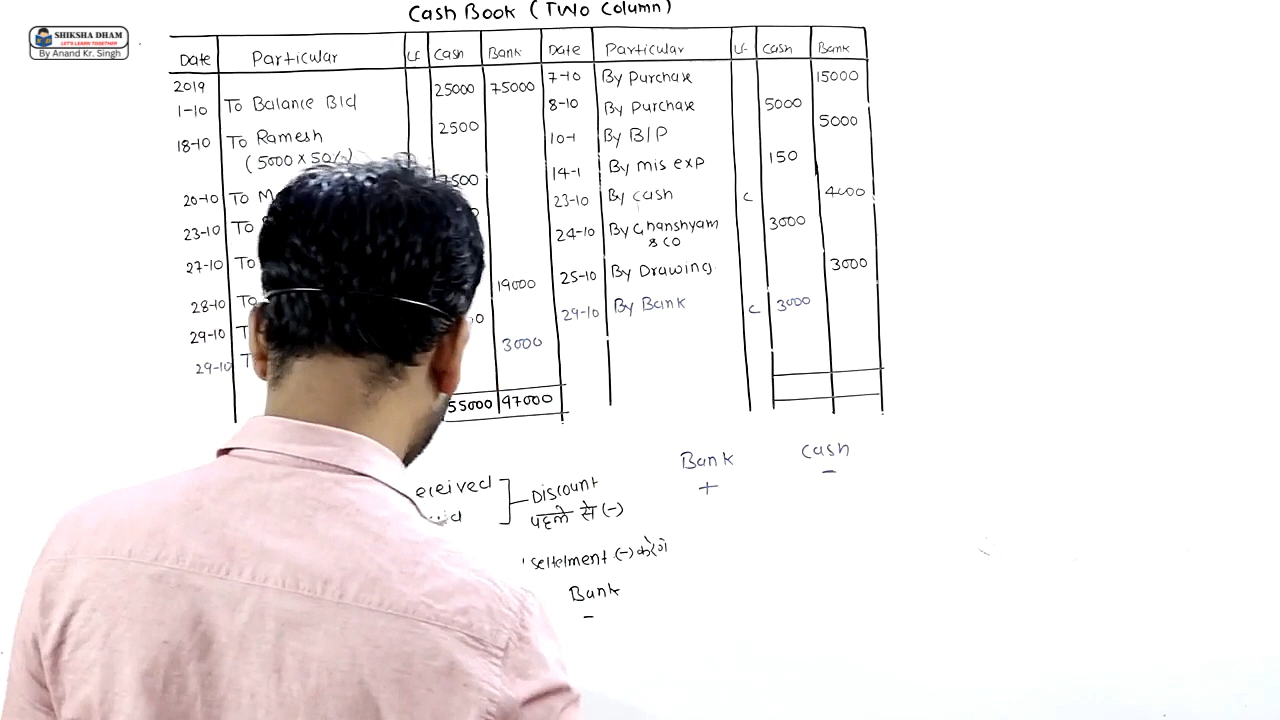 SHIKSHA DHAM
LET'S LEARN TOGETHER
By Anand Kr. Singh
Cash Book (Two Column)
Date Particular LF Cash Bank Date Particular LF Cash Bank
2019
1-10 To Balance B/d 25000 75000 7-10 By Purchase 15000
8-10 By Purchase 5000
18-10 To Ramesh 2500 10-1 By B/P 5000
(5000 x 50%)
14-1 By mis exp 150
20-10 To 23-10 By Cash C 4000
23-10 To 24-10 By Ghanshyam 3000
& Co
27-10 To 25-10 By Drawing 3000
28-10 To 19000 29-10 By Bank C 3000
29-10
29-10 3000
55000 97000
Bank Cash
+ -
Discount
पहले से (-)
settelment (-) करेंगे
Bank
-